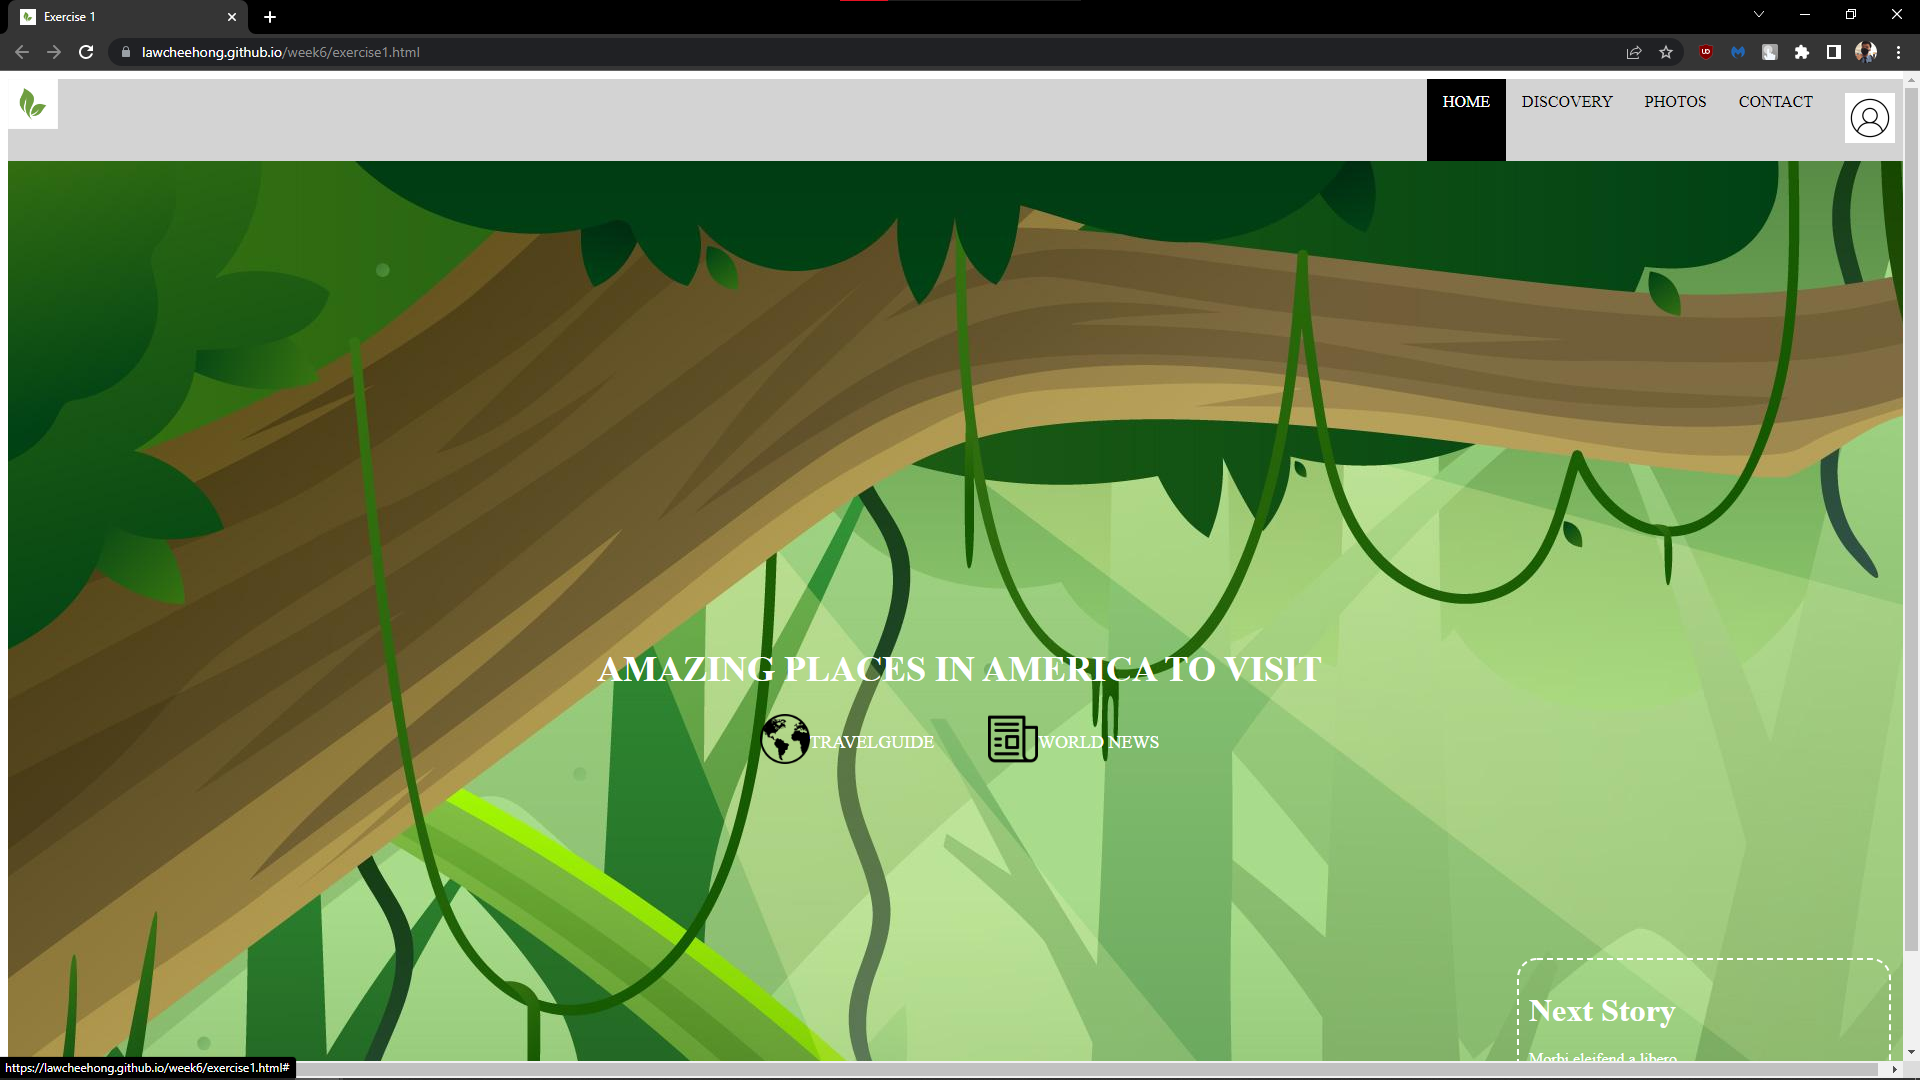 Exercise 1
lawcheehong.github.io/week6/exercise1.html
HOME DISCOVERY PHOTOS CONTACT
AMAZING PLACES IN AMERICA TO VISIT
TRAVELGUIDE WORLD NEWS
Next Story
Morbi eleifend a libero
https://lawcheehong.github.io/week6/exercise1.html#